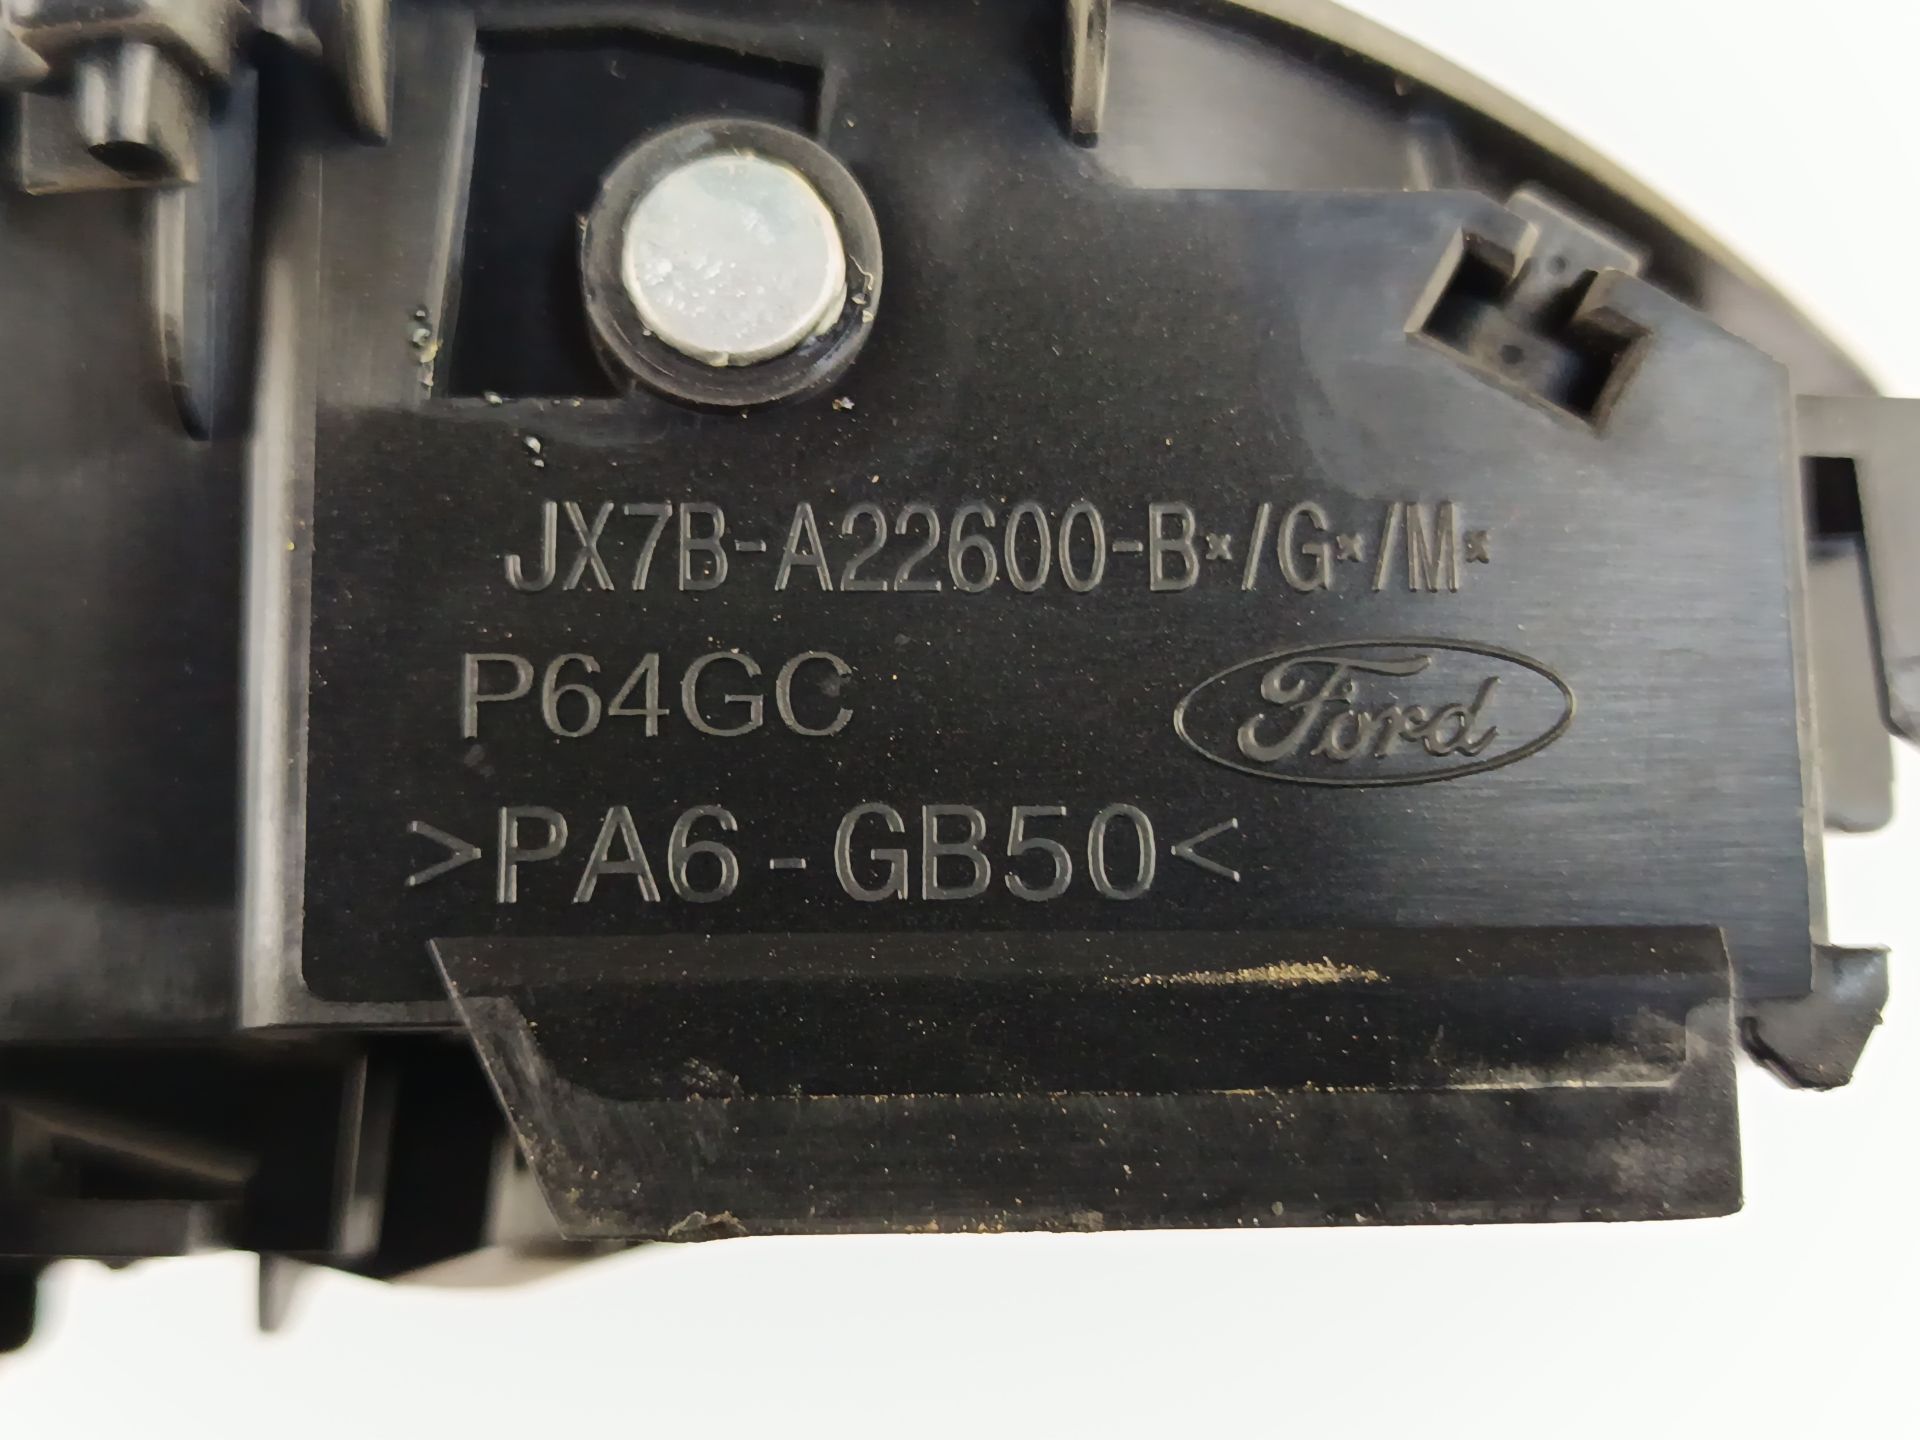 JX7B-A22600-B*/G*/M*
P64GC
Ford
>PA6-GB50<